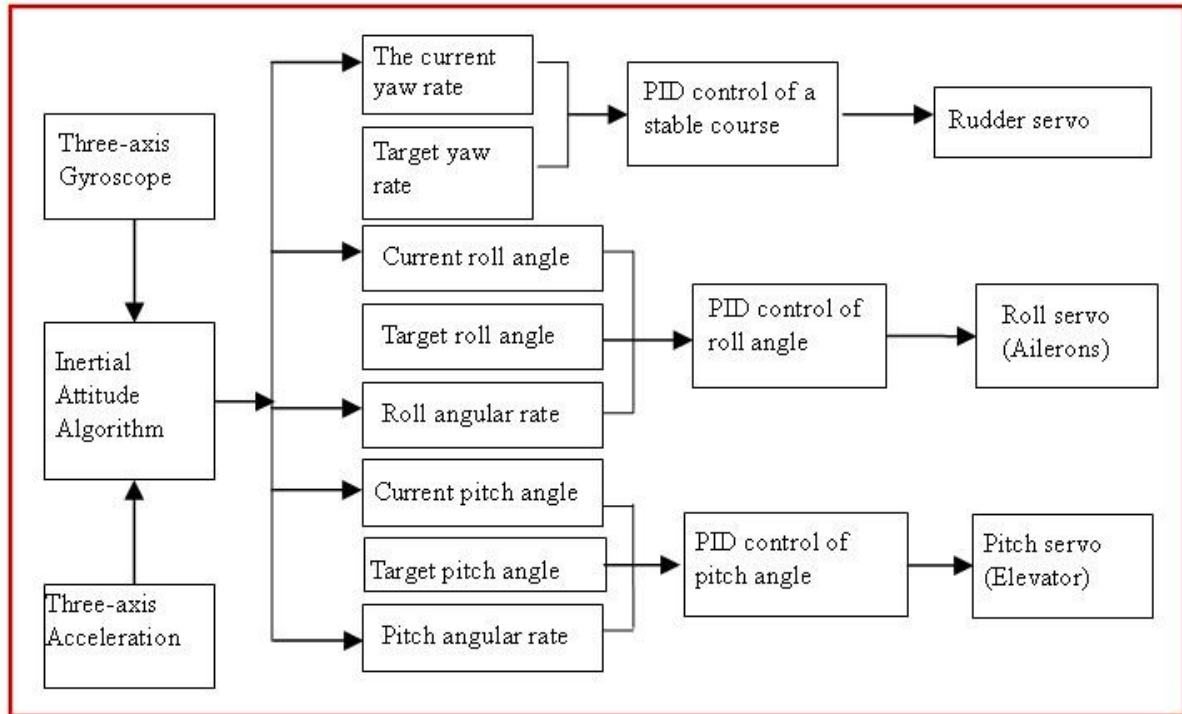 The current
yaw rate
PID control of a
stable course
Rudder servo
Three-axis
Gyroscope
Target yaw
rate
Current roll angle
Target roll angle
PID control of
roll angle
Roll servo
(Ailerons)
Inertial
Attitude
Algorithm
Roll angular rate
Current pitch angle
Target pitch angle
PID control of
pitch angle
Pitch servo
(Elevator)
Three-axis
Acceleration
Pitch angular rate